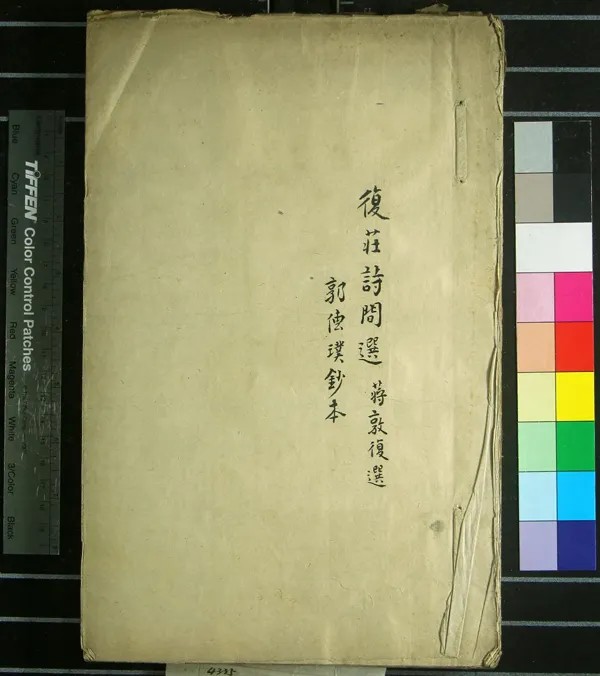 復莊詩問選 蔣敦復選
郭傳璞鈔本
TIFFEN Color Control Patches
Blue Cyan Green Yellow Red Magenta White 3/Color Black
4335